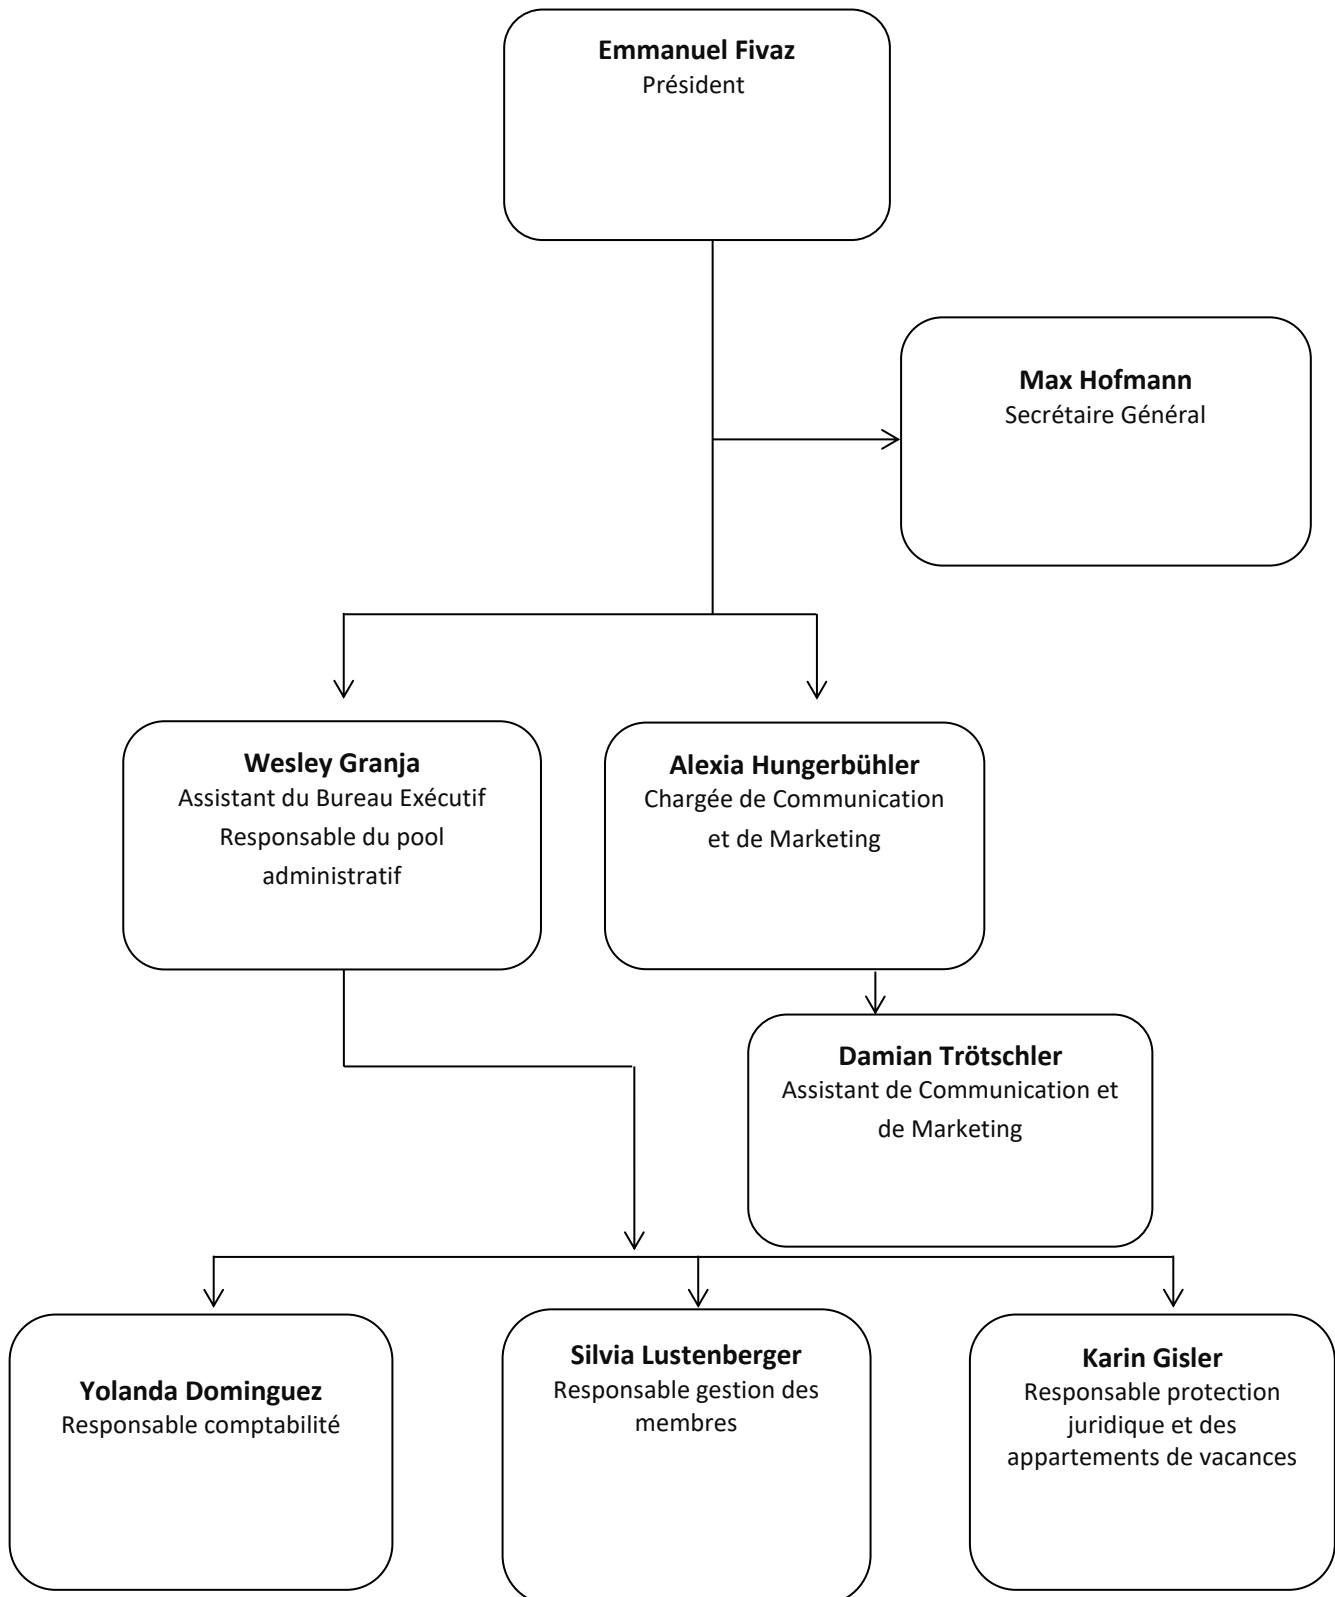 Emmanuel Fivaz
Président
Max Hofmann
Secrétaire Général
Wesley Granja
Assistant du Bureau Exécutif
Responsable du pool
administratif
Alexia Hungerbühler
Chargée de Communication
et de Marketing
Damian Trötschler
Assistant de Communication et
de Marketing
Yolanda Dominguez
Responsable comptabilité
Silvia Lustenberger
Responsable gestion des
membres
Karin Gisler
Responsable protection
juridique et des
appartements de vacances